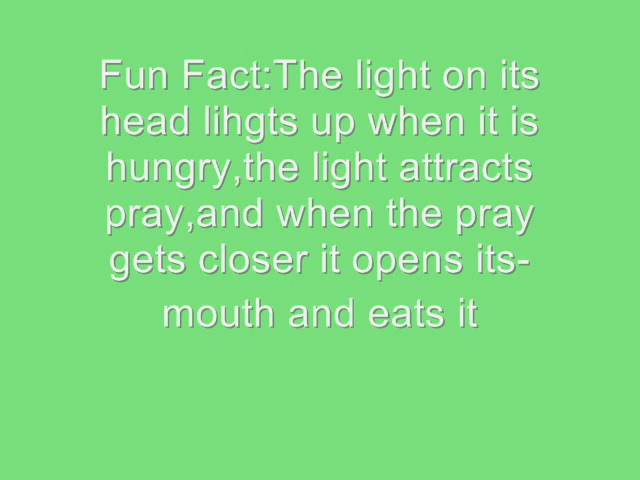 Fun Fact:The light on its
head lihgts up when it is
hungry,the light attracts
pray,and when the pray
gets closer it opens its-
mouth and eats it